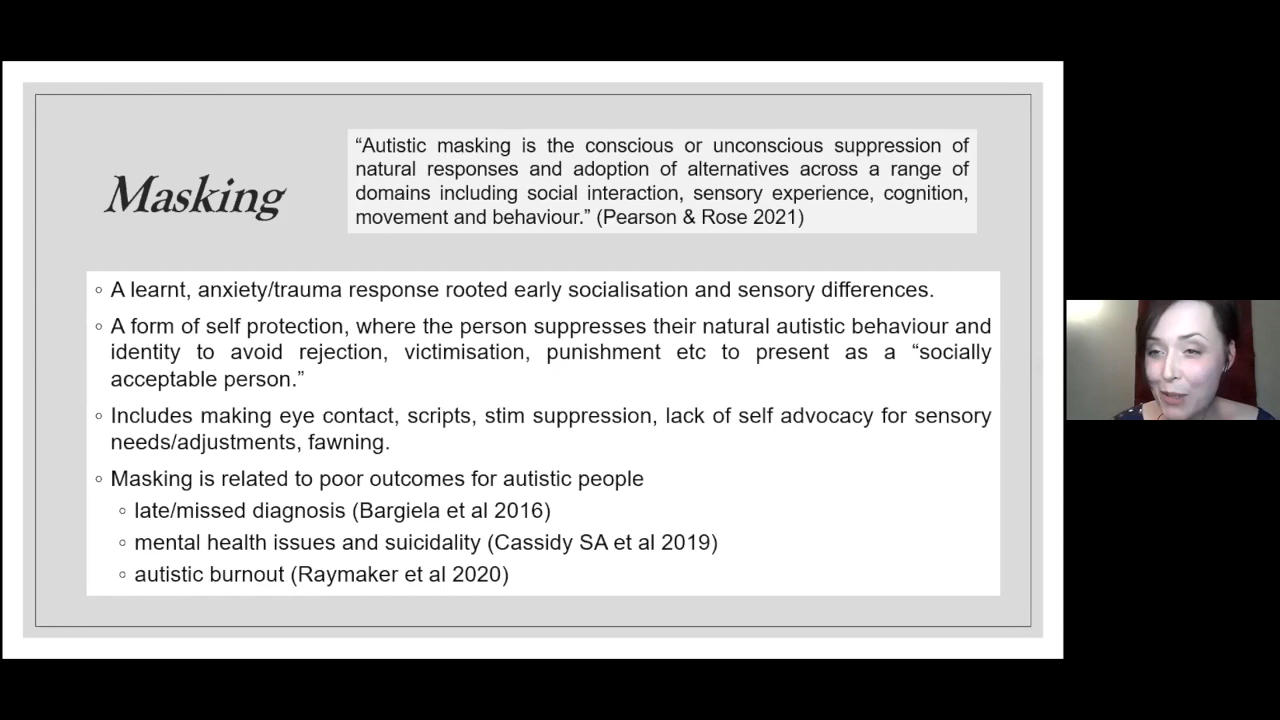 Masking
“Autistic masking is the conscious or unconscious suppression of
natural responses and adoption of alternatives across a range of
domains including social interaction, sensory experience, cognition,
movement and behaviour.” (Pearson & Rose 2021)
◦ A learnt, anxiety/trauma response rooted early socialisation and sensory differences.
◦ A form of self protection, where the person suppresses their natural autistic behaviour and
identity to avoid rejection, victimisation, punishment etc to present as a “socially
acceptable person.”
◦ Includes making eye contact, scripts, stim suppression, lack of self advocacy for sensory
needs/adjustments, fawning.
◦ Masking is related to poor outcomes for autistic people
◦ late/missed diagnosis (Bargiela et al 2016)
◦ mental health issues and suicidality (Cassidy SA et al 2019)
◦ autistic burnout (Raymaker et al 2020)